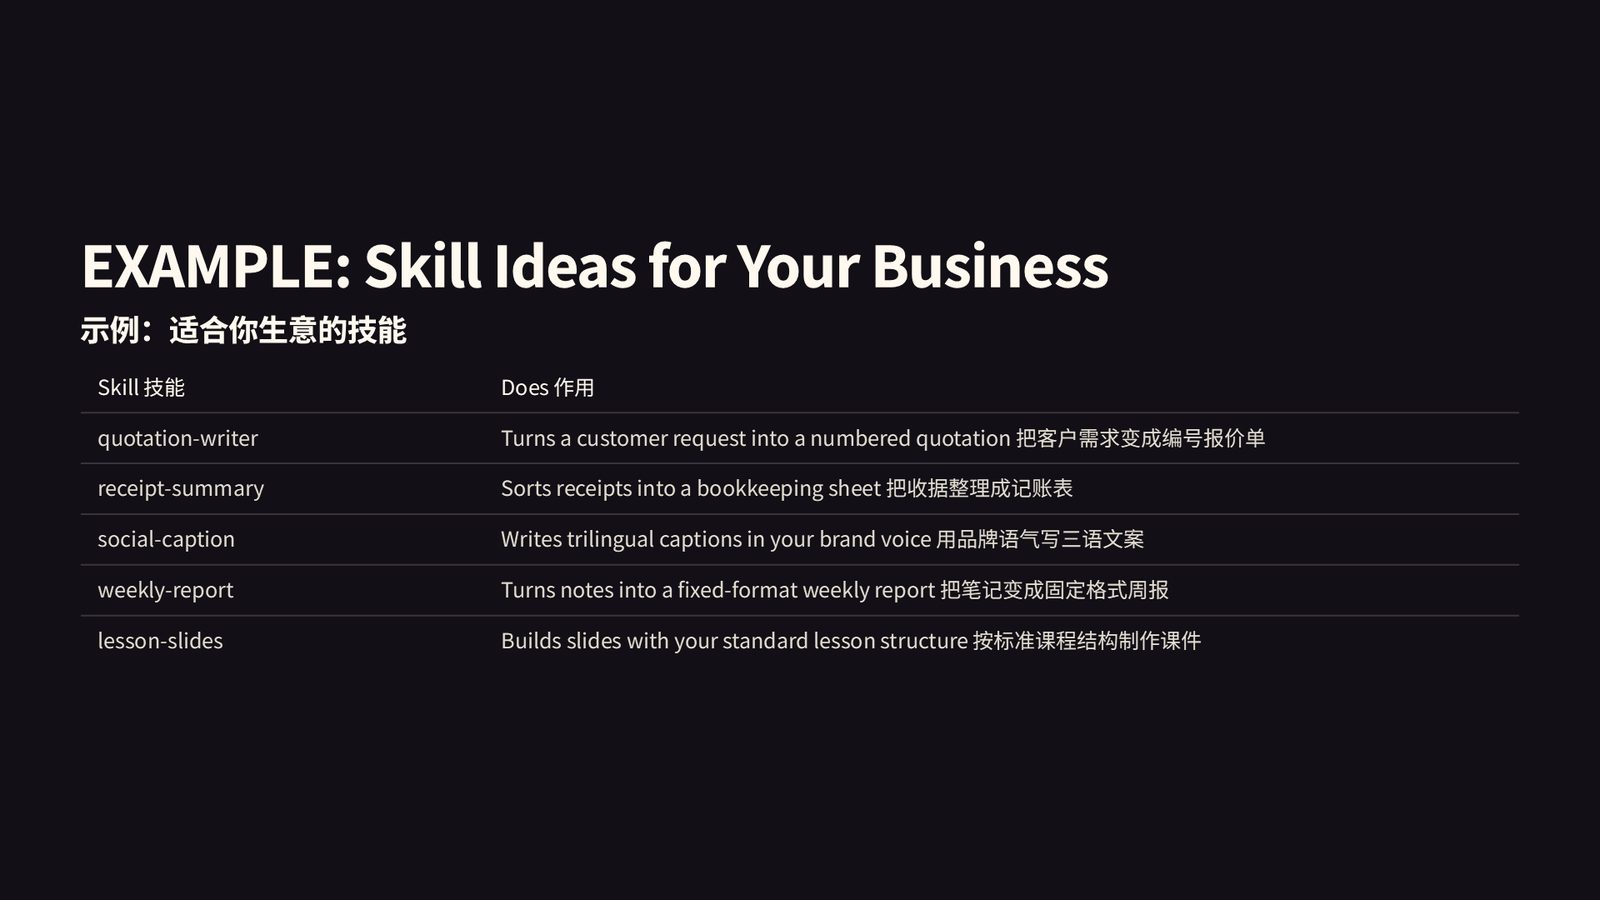 EXAMPLE: Skill Ideas for Your Business
示例：适合你生意的技能
Skill 技能 Does 作用
quotation-writer Turns a customer request into a numbered quotation 把客户需求变成编号报价单
receipt-summary Sorts receipts into a bookkeeping sheet 把收据整理成记账表
social-caption Writes trilingual captions in your brand voice 用品牌语气写三语文案
weekly-report Turns notes into a fixed-format weekly report 把笔记变成固定格式周报
lesson-slides Builds slides with your standard lesson structure 按标准课程结构制作课件